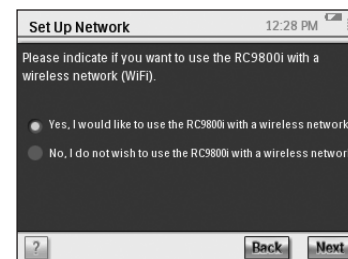 Set Up Network
12:28 PM
Please indicate if you want to use the RC9800i with a
wireless network (WiFi).
Yes, I would like to use the RC9800i with a wireless network
No, I do not wish to use the RC9800i with a wireless networ
?
Back
Next